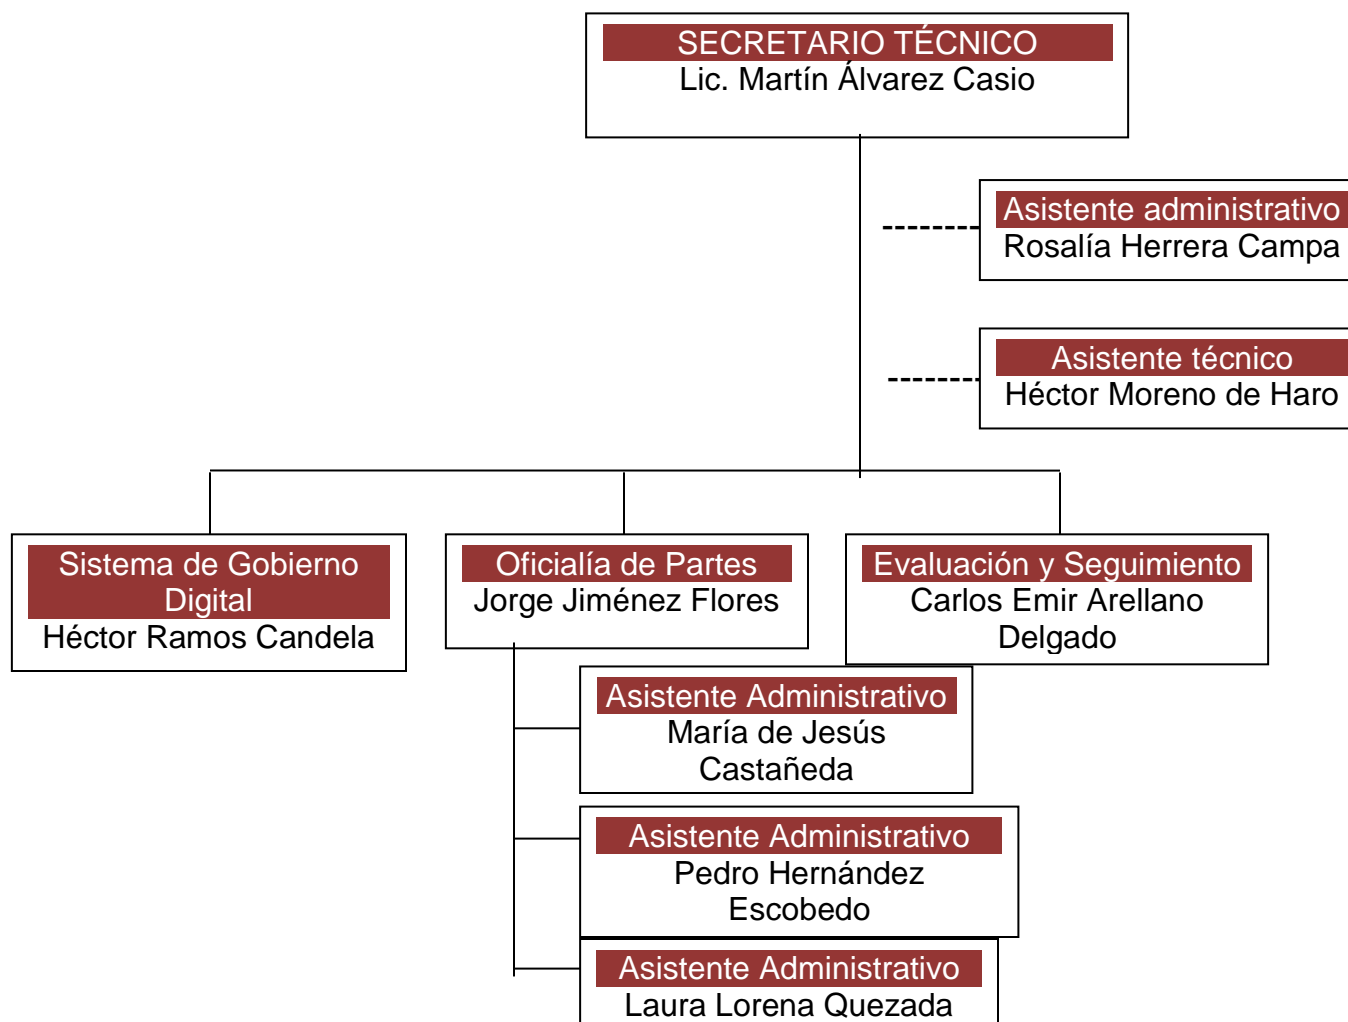 SECRETARIO TÉCNICO
Lic. Martín Álvarez Casio
Asistente administrativo
Rosalía Herrera Campa
Asistente técnico
Héctor Moreno de Haro
Sistema de Gobierno
Digital
Héctor Ramos Candela
Oficialía de Partes
Jorge Jiménez Flores
Evaluación y Seguimiento
Carlos Emir Arellano
Delgado
Asistente Administrativo
María de Jesús
Castañeda
Asistente Administrativo
Pedro Hernández
Escobedo
Asistente Administrativo
Laura Lorena Quezada